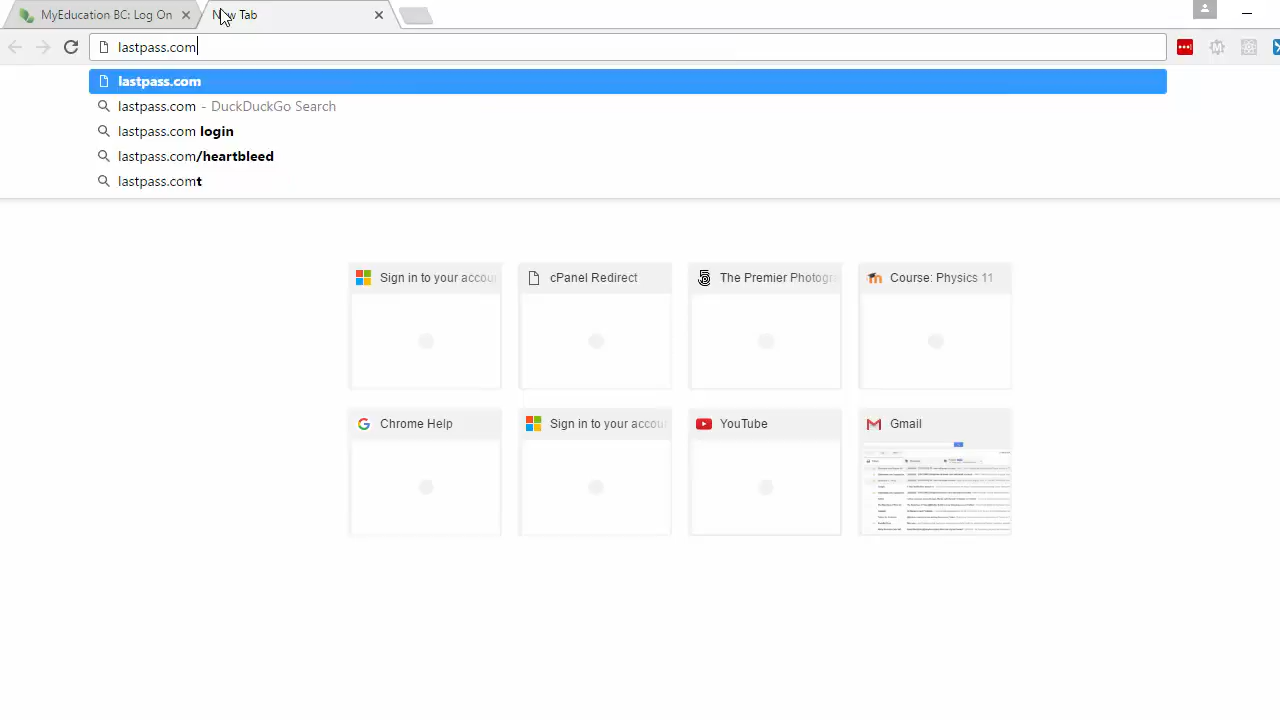 MyEducation BC: Log On
New Tab
lastpass.com
lastpass.com
lastpass.com - DuckDuckGo Search
lastpass.com login
lastpass.com/heartbleed
lastpass.comt
Sign in to your accou
cPanel Redirect
The Premier Photogra
Course: Physics 11
Chrome Help
Sign in to your accou
YouTube
Gmail